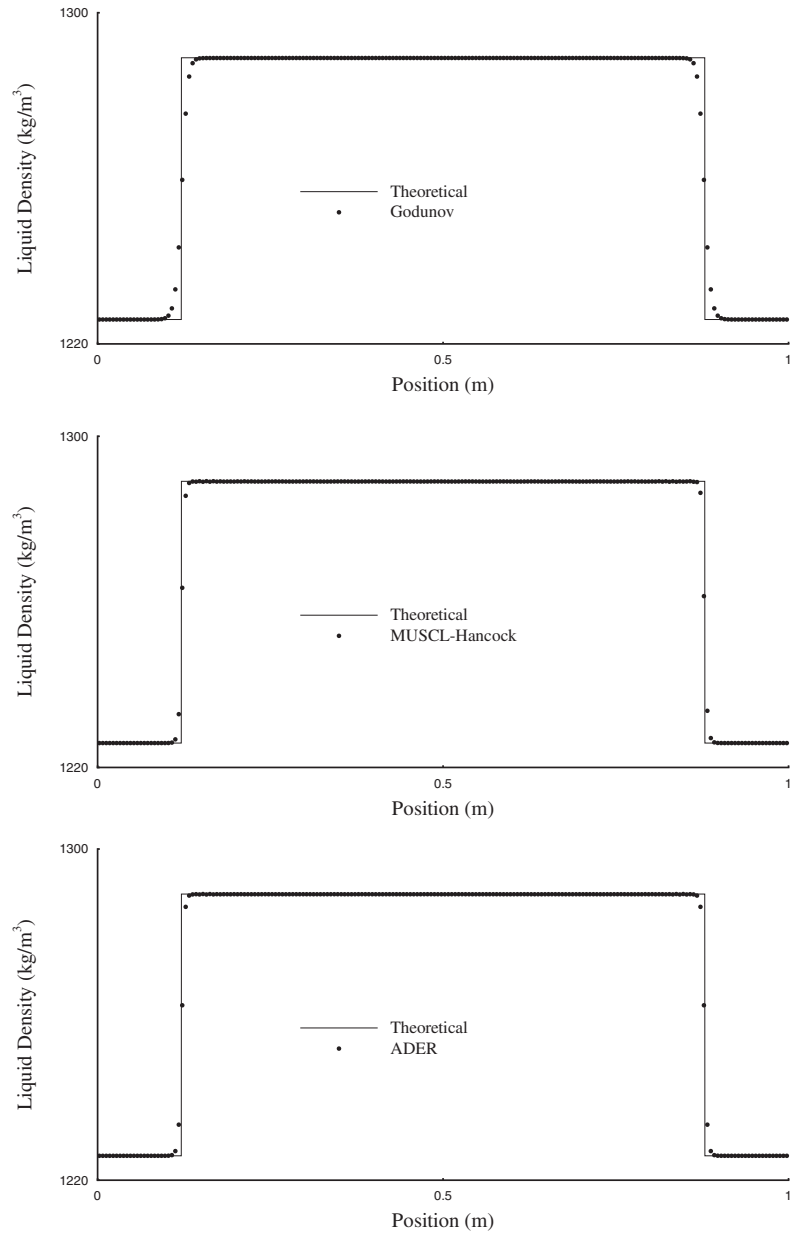 1300
Liquid Density (kg/m³)
Theoretical
Godunov
1220
0
0.5
1
Position (m)
1300
Liquid Density (kg/m³)
Theoretical
MUSCL-Hancock
1220
0
0.5
1
Position (m)
1300
Liquid Density (kg/m³)
Theoretical
ADER
1220
0
0.5
1
Position (m)